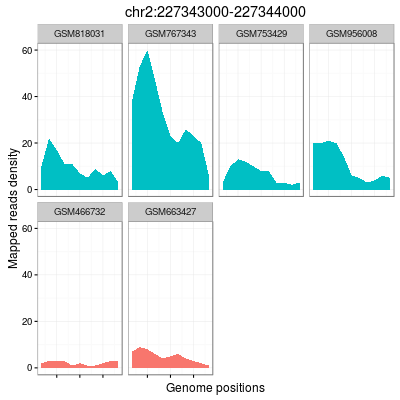 chr2:227343000-227344000
GSM818031 GSM767343 GSM753429 GSM956008
60
40
20
0
GSM466732 GSM663427
60
40
20
0
Mapped reads density
Genome positions